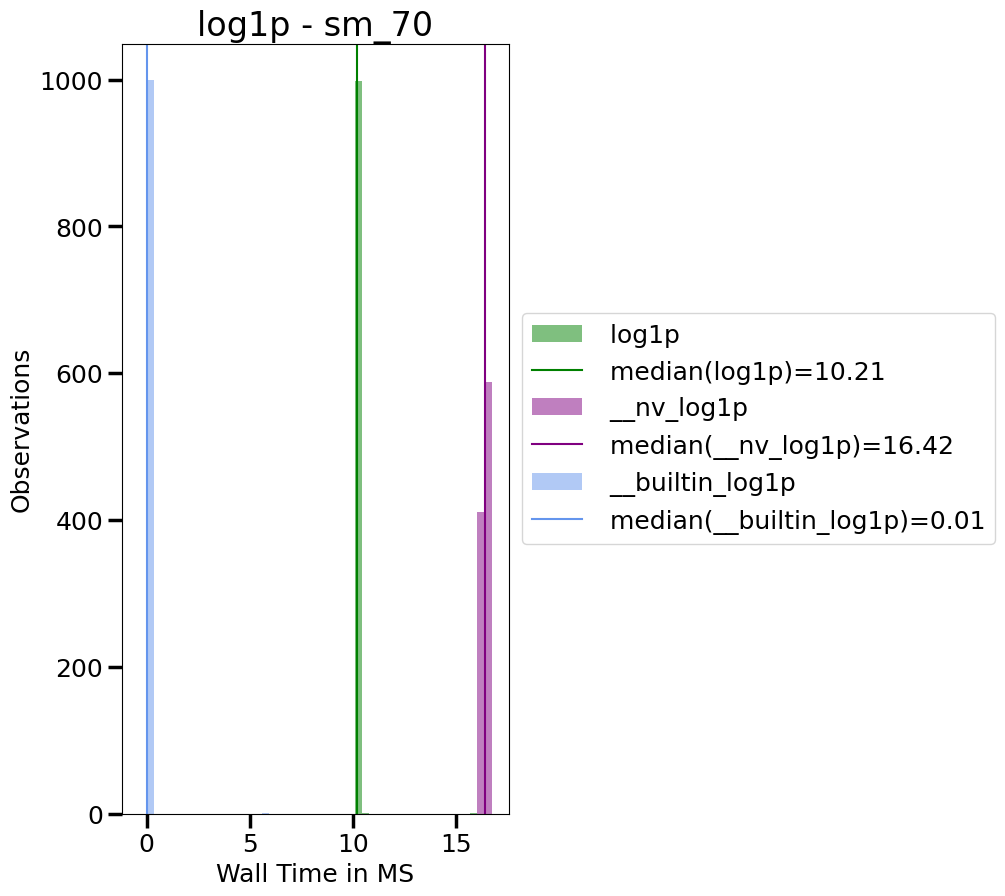 log1p - sm_70
1000
800
600
400
200
0
Observations
0 5 10 15
Wall Time in MS
log1p
median(log1p)=10.21
__nv_log1p
median(__nv_log1p)=16.42
__builtin_log1p
median(__builtin_log1p)=0.01